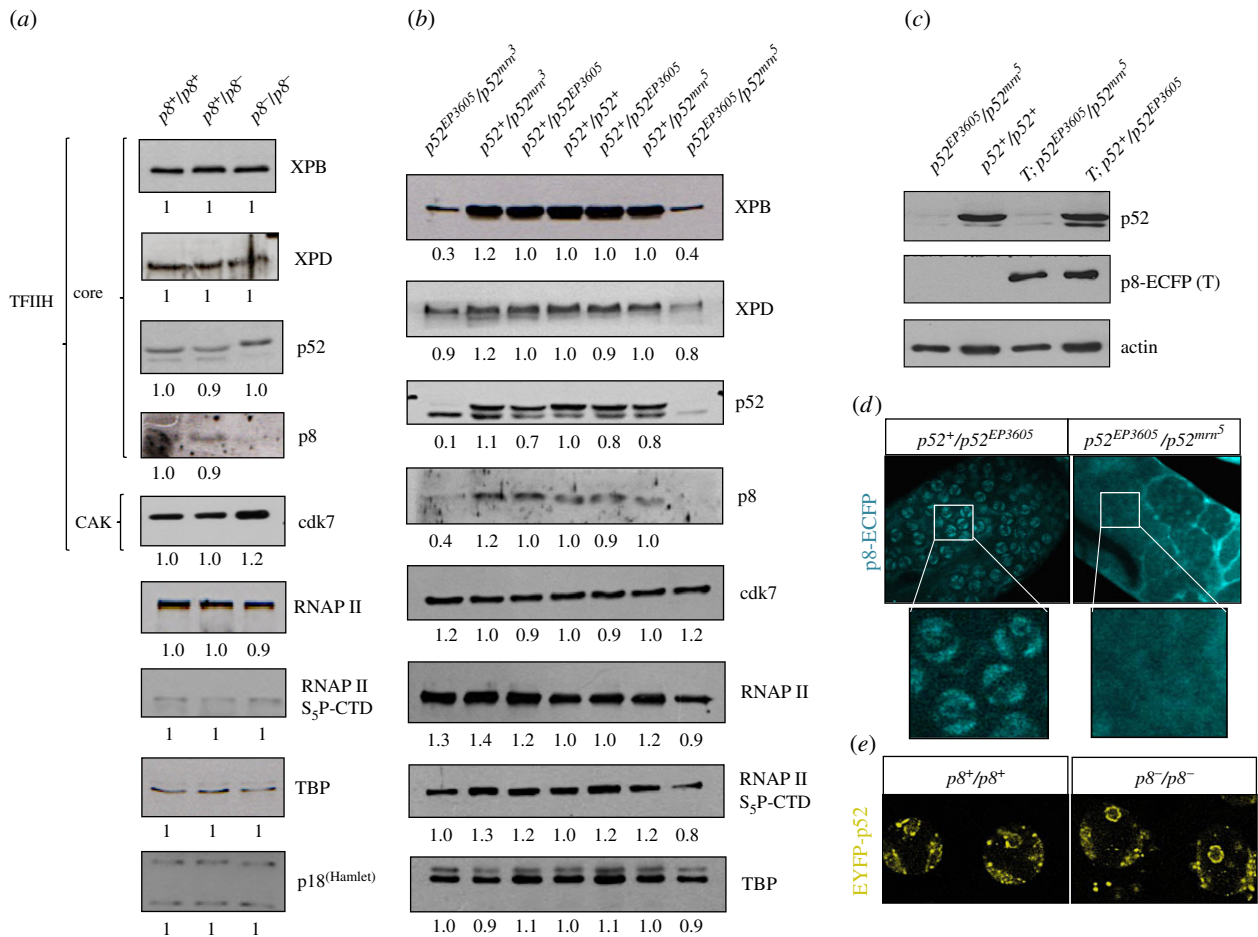 (a)
p8⁺/p8⁺ p8⁺/p8⁻ p8⁻/p8⁻
TFIIH
core
CAK
XPB
1 1 1
XPD
1 1 1
p52
1.0 0.9 1.0
p8
1.0 0.9
cdk7
1.0 1.0 1.2
RNAP II
1.0 1.0 0.9
RNAP II
S₅P-CTD
1 1 1
TBP
1 1 1
p18⁽ᴴᵃᵐˡᵉᵗ⁾
1 1 1
(b)
p52ᴱᴾ³⁶⁰⁵/p52ᵐʳⁿ³ p52⁺/p52ᵐʳⁿ³ p52⁺/p52ᴱᴾ³⁶⁰⁵ p52⁺/p52⁺ p52⁺/p52ᴱᴾ³⁶⁰⁵ p52⁺/p52ᵐʳⁿ⁵ p52ᴱᴾ³⁶⁰⁵/p52ᵐʳⁿ⁵
XPB
0.3 1.2 1.0 1.0 1.0 1.0 0.4
XPD
0.9 1.2 1.0 1.0 0.9 1.0 0.8
p52
0.1 1.1 0.7 1.0 0.8 0.8
p8
0.4 1.2 1.0 1.0 0.9 1.0
cdk7
1.2 1.0 0.9 1.0 0.9 1.0 1.2
RNAP II
1.3 1.4 1.2 1.0 1.0 1.2 0.9
RNAP II
S₅P-CTD
1.0 1.3 1.2 1.0 1.2 1.2 0.8
TBP
1.0 0.9 1.1 1.0 1.1 1.0 0.9
(c)
p52ᴱᴾ³⁶⁰⁵/p52ᵐʳⁿ⁵ p52⁺/p52⁺ T; p52ᴱᴾ³⁶⁰⁵/p52ᵐʳⁿ⁵ T; p52⁺/p52ᴱᴾ³⁶⁰⁵
p52
p8-ECFP (T)
actin
(d)
p52⁺/p52ᴱᴾ³⁶⁰⁵ p52ᴱᴾ³⁶⁰⁵/p52ᵐʳⁿ⁵
p8-ECFP
(e)
p8⁺/p8⁺ p8⁻/p8⁻
EYFP-p52